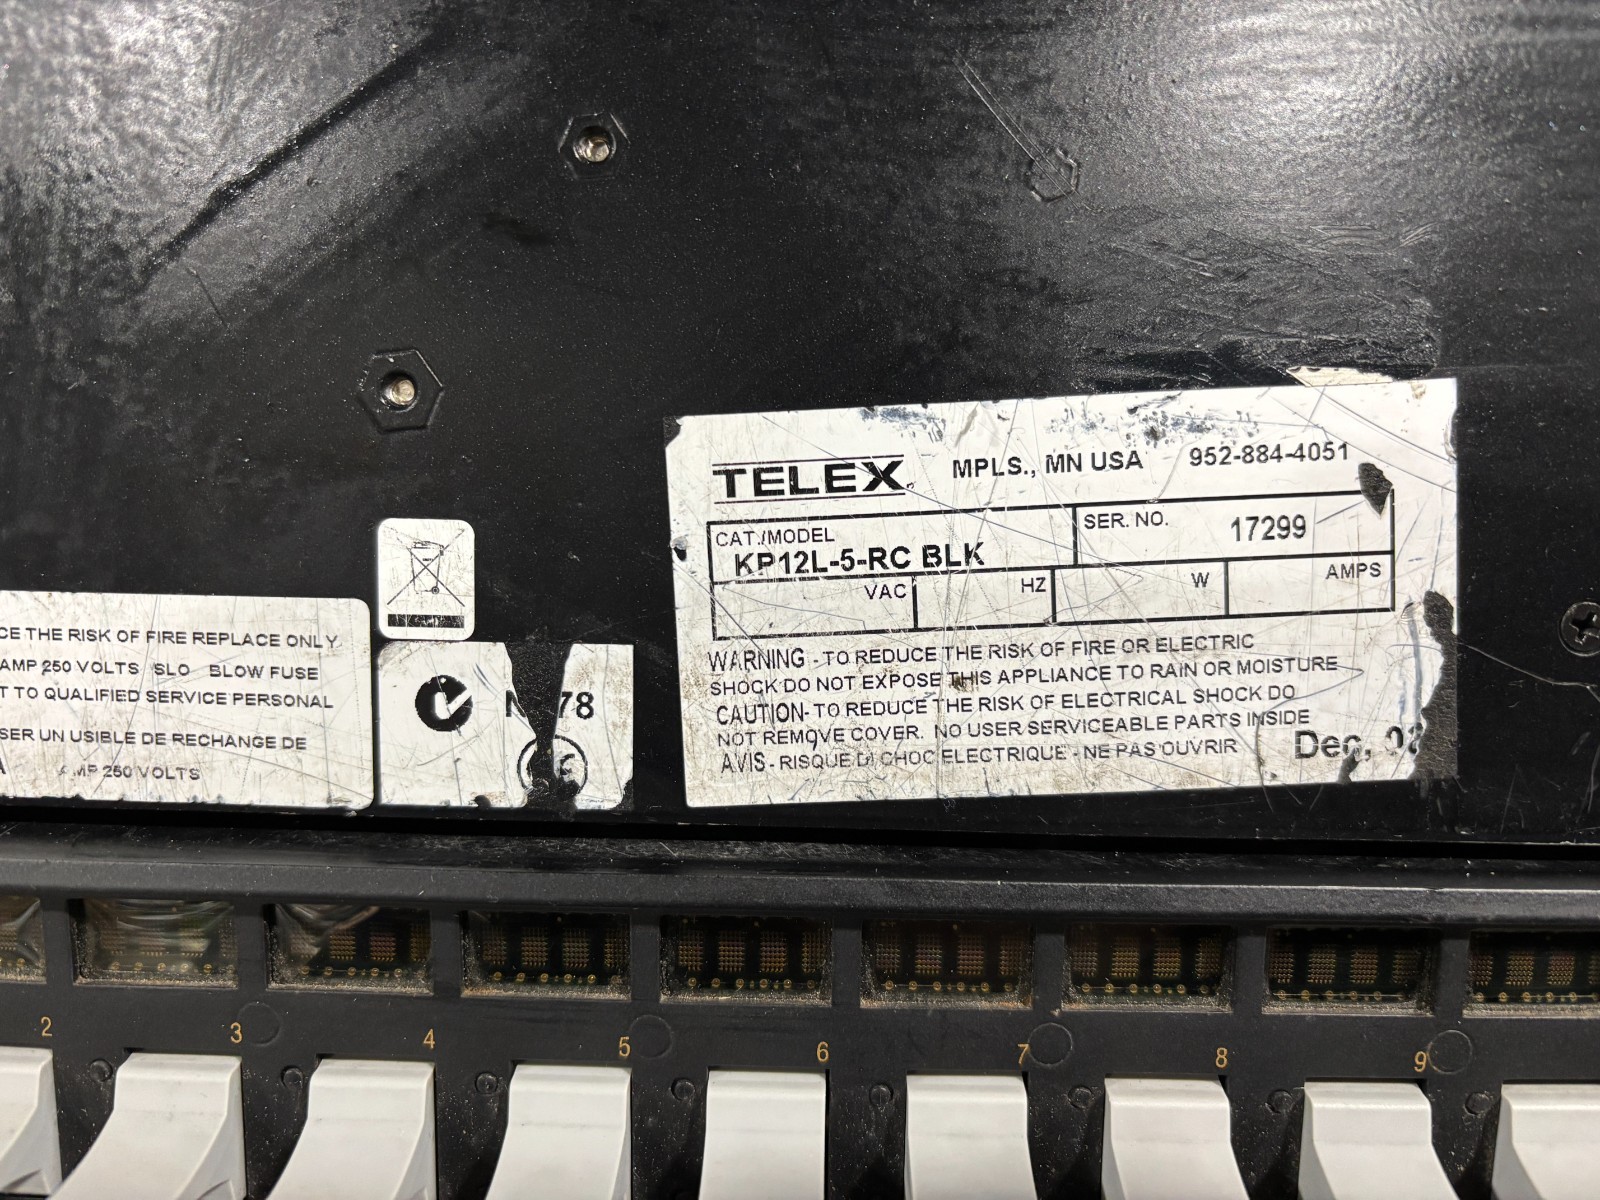 TELEX MPLS., MN USA 952-884-4051
CAT./MODEL
KP12L-5-RC BLK
SER. NO. 17299
VAC HZ W AMPS
WARNING - TO REDUCE THE RISK OF FIRE OR ELECTRIC
SHOCK DO NOT EXPOSE THIS APPLIANCE TO RAIN OR MOISTURE
CAUTION- TO REDUCE THE RISK OF ELECTRICAL SHOCK DO
NOT REMOVE COVER. NO USER SERVICEABLE PARTS INSIDE
AVIS - RISQUE DI CHOC ELECTRIQUE - NE PAS OUVRIR
Dec,
CE THE RISK OF FIRE REPLACE ONLY
AMP 250 VOLTS SLO BLOW FUSE
T TO QUALIFIED SERVICE PERSONAL
SER UN USIBLE DE RECHANGE DE
A AMP 250 VOLTS
78
2 3 4 5 6 7 8 9